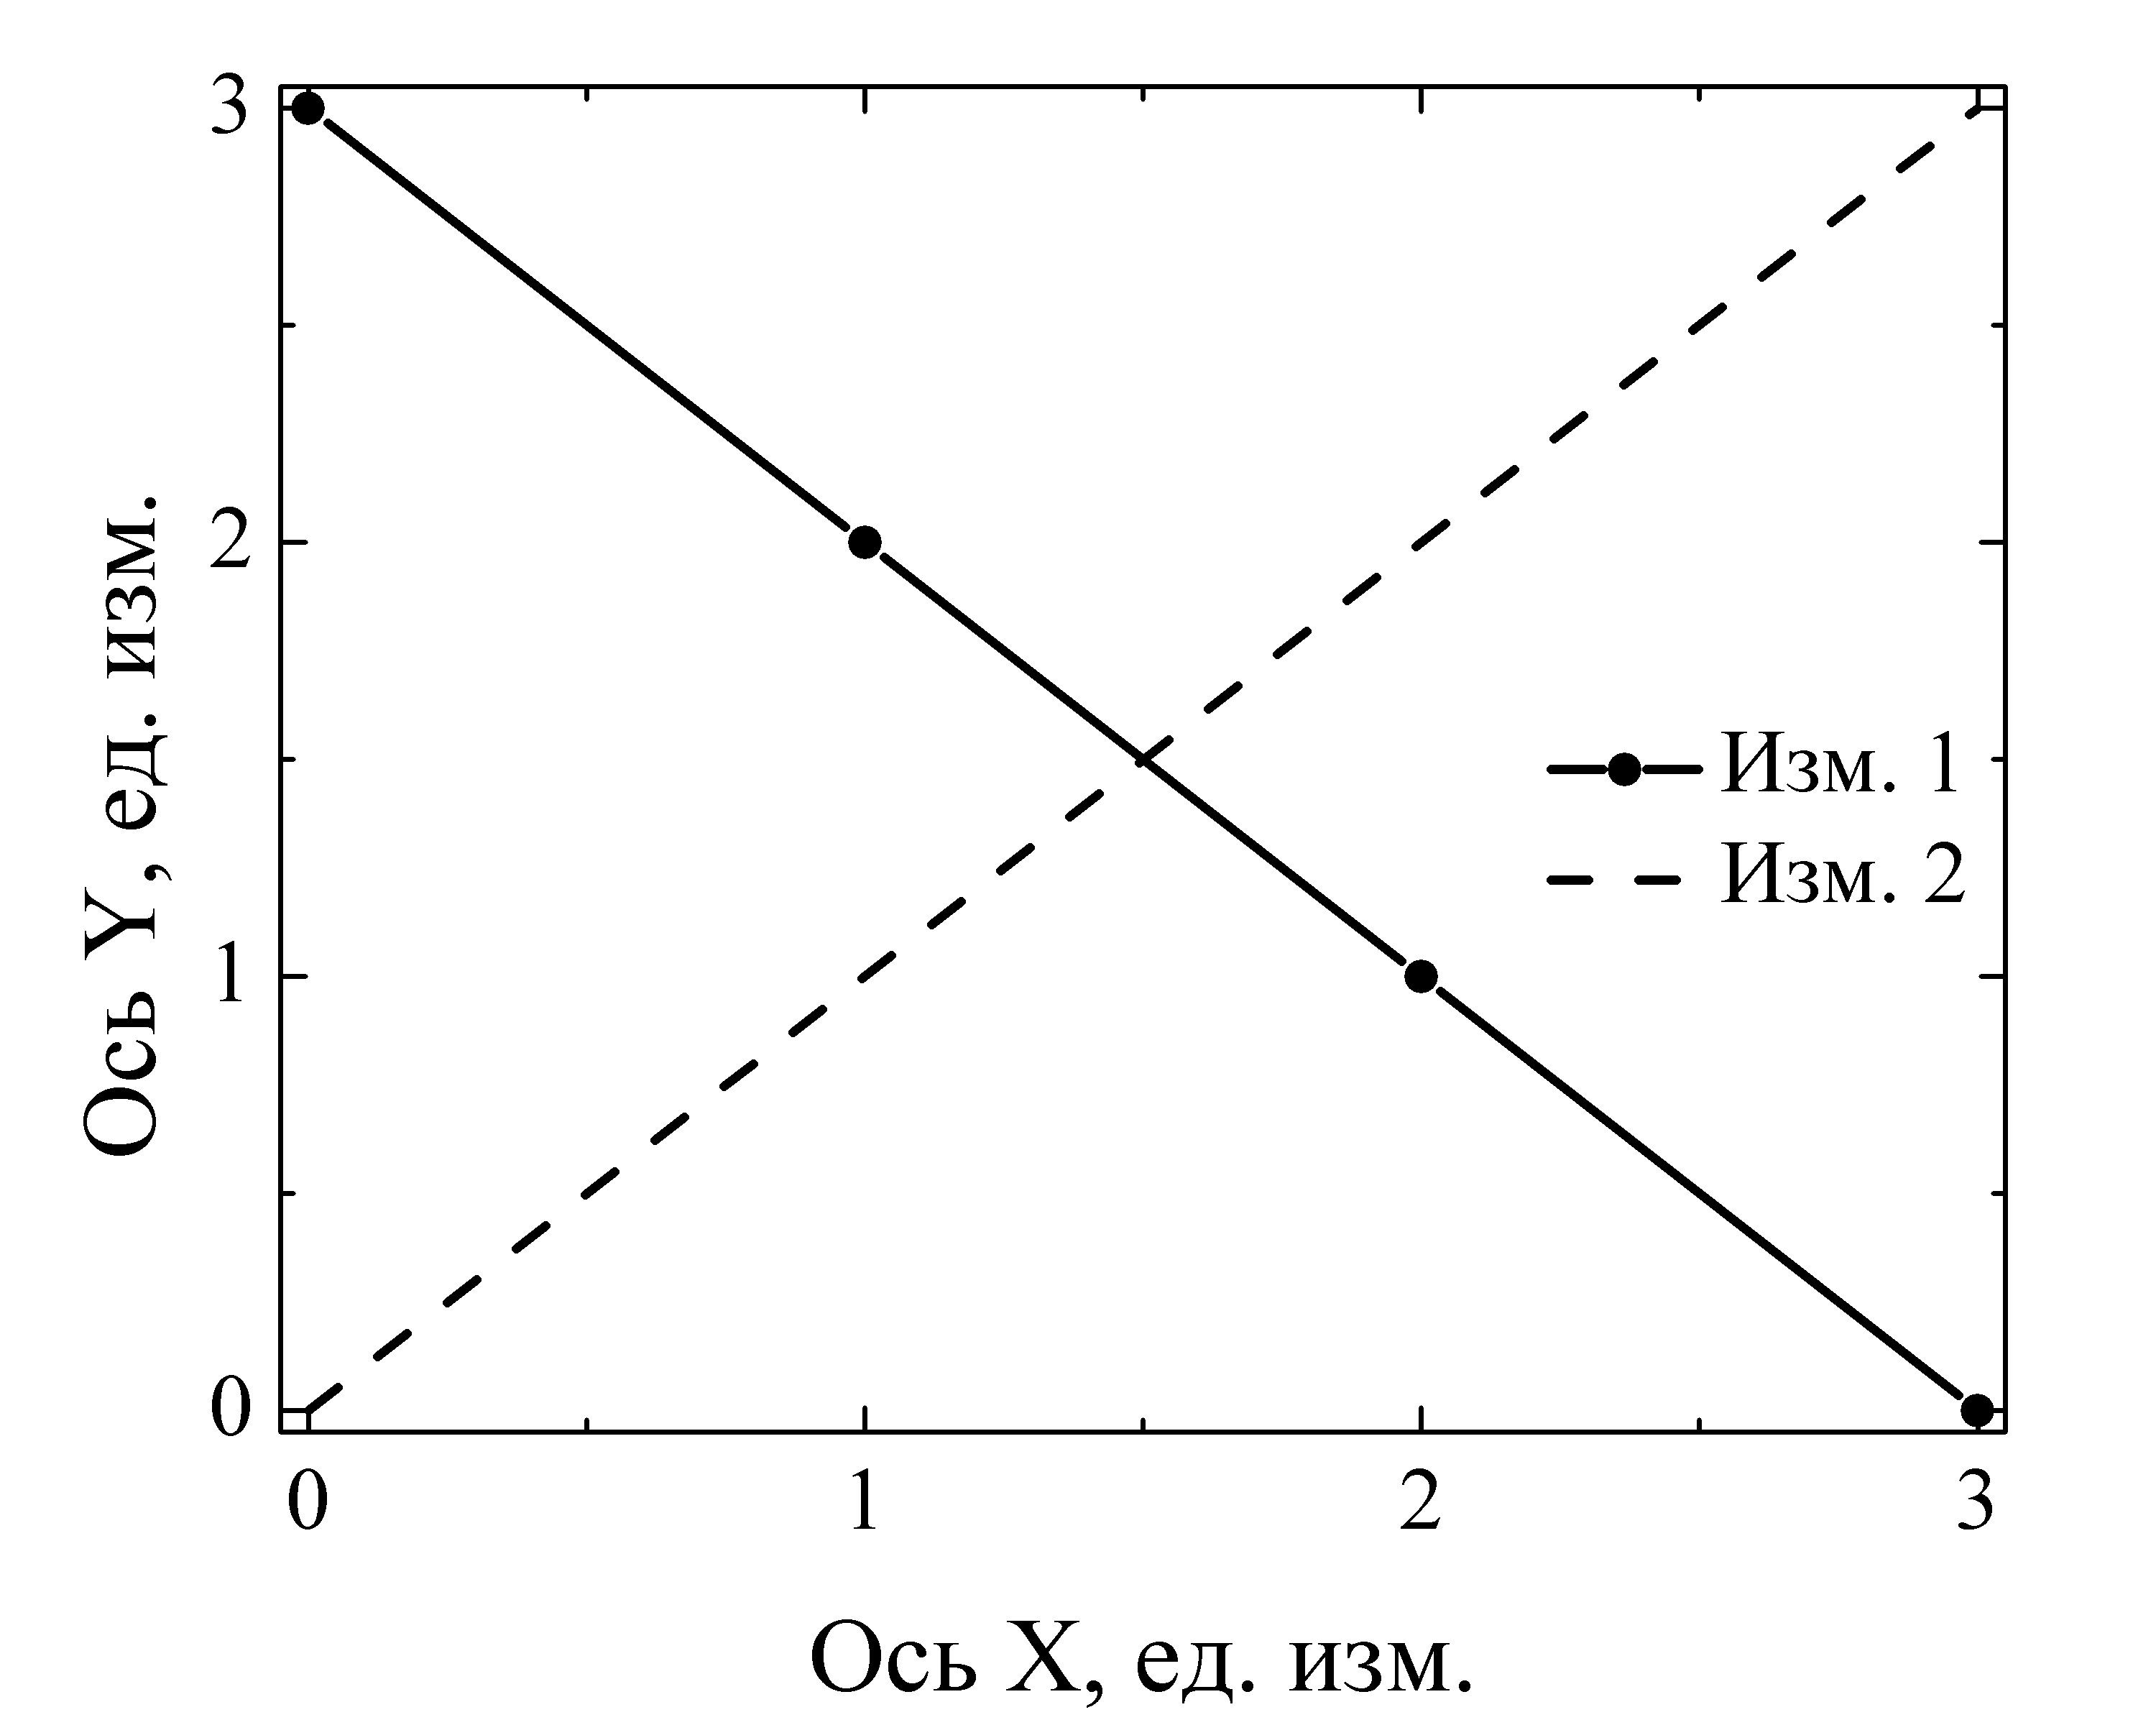 3
2
1
0
Ось Y, ед. изм.
Изм. 1
Изм. 2
0 1 2 3
Ось X, ед. изм.